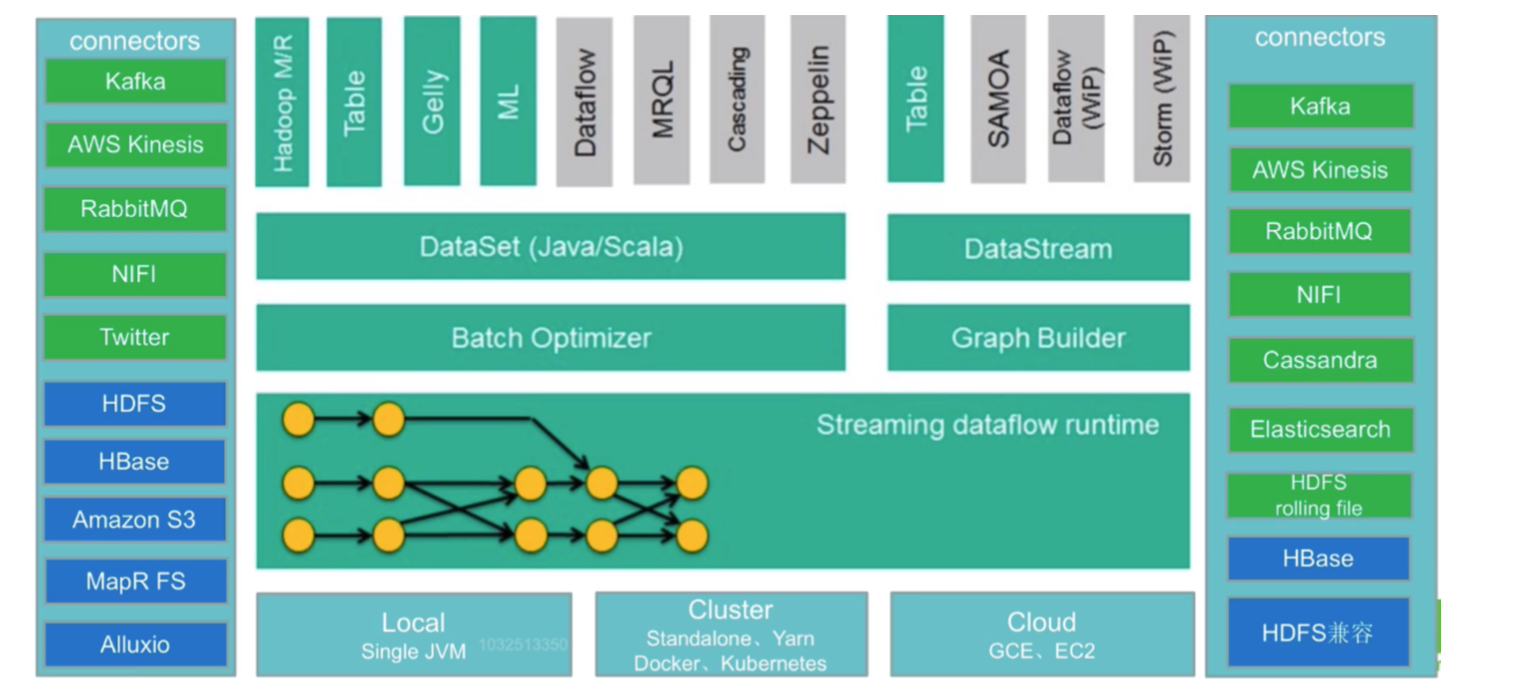 connectors
Kafka
AWS Kinesis
RabbitMQ
NIFI
Twitter
HDFS
HBase
Amazon S3
MapR FS
Alluxio
Hadoop M/R
Table
Gelly
ML
Dataflow
MRQL
Cascading
Zeppelin
Table
SAMOA
Dataflow
(WiP)
Storm (WiP)
DataSet (Java/Scala)
DataStream
Batch Optimizer
Graph Builder
Streaming dataflow runtime
Local
Single JVM
1032513350
Cluster
Standalone、Yarn
Docker、Kubernetes
Cloud
GCE、EC2
connectors
Kafka
AWS Kinesis
RabbitMQ
NIFI
Cassandra
Elasticsearch
HDFS
rolling file
HBase
HDFS兼容